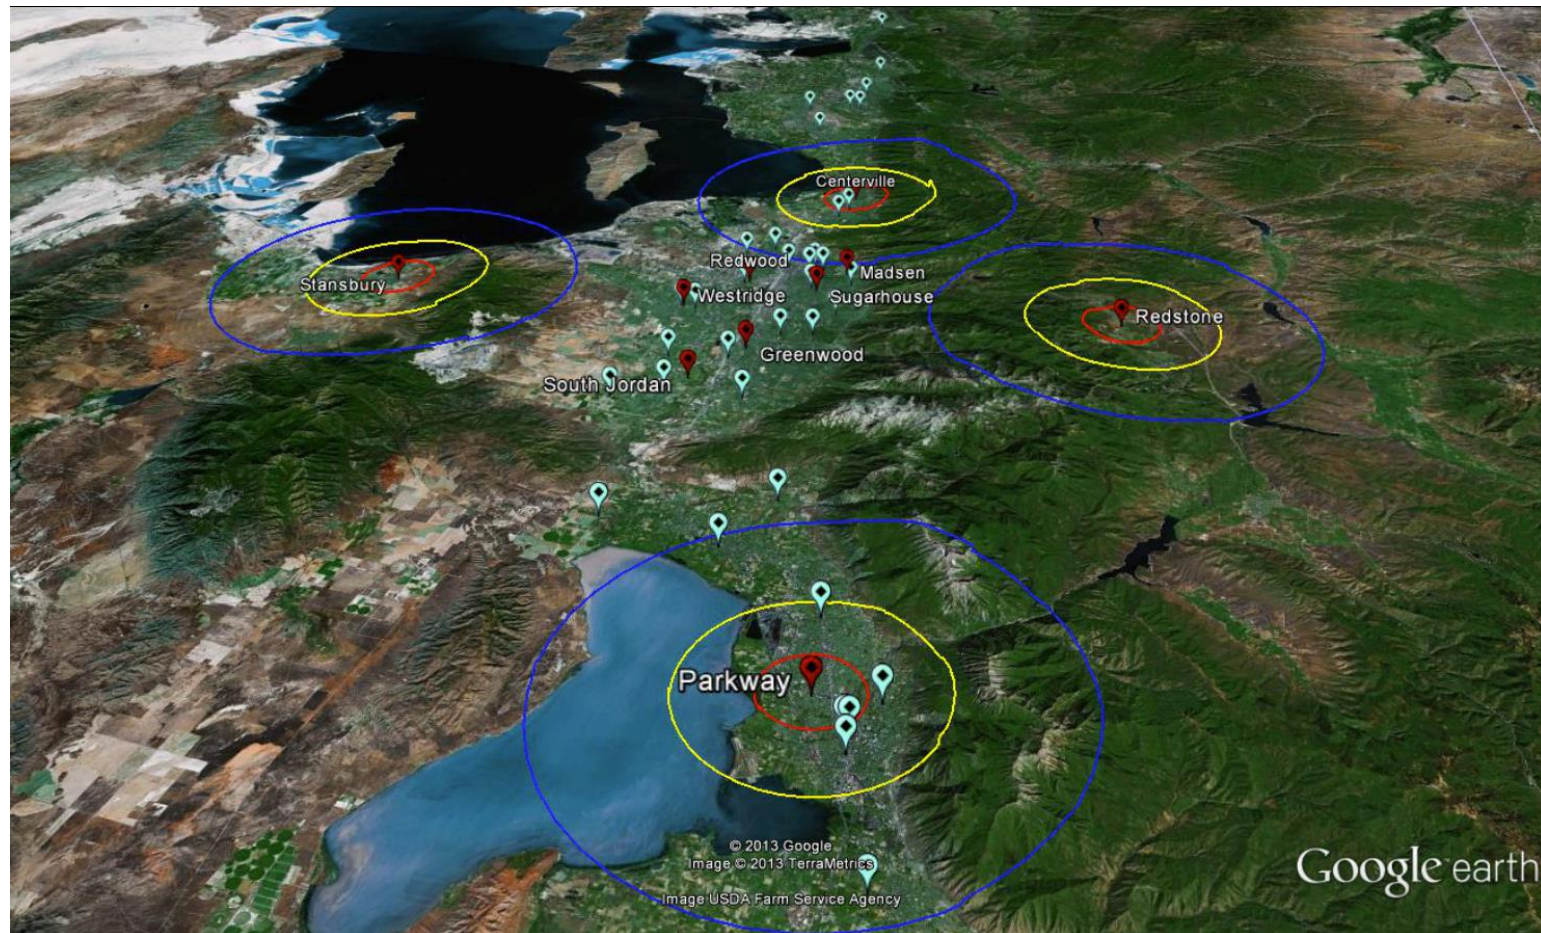 Centerville
Redwood
Madsen
Stansbury
Westridge
Sugarhouse
Redstone
Greenwood
South Jordan
Parkway
© 2013 Google
Image © 2013 TerraMetrics
Image USDA Farm Service Agency
Google earth